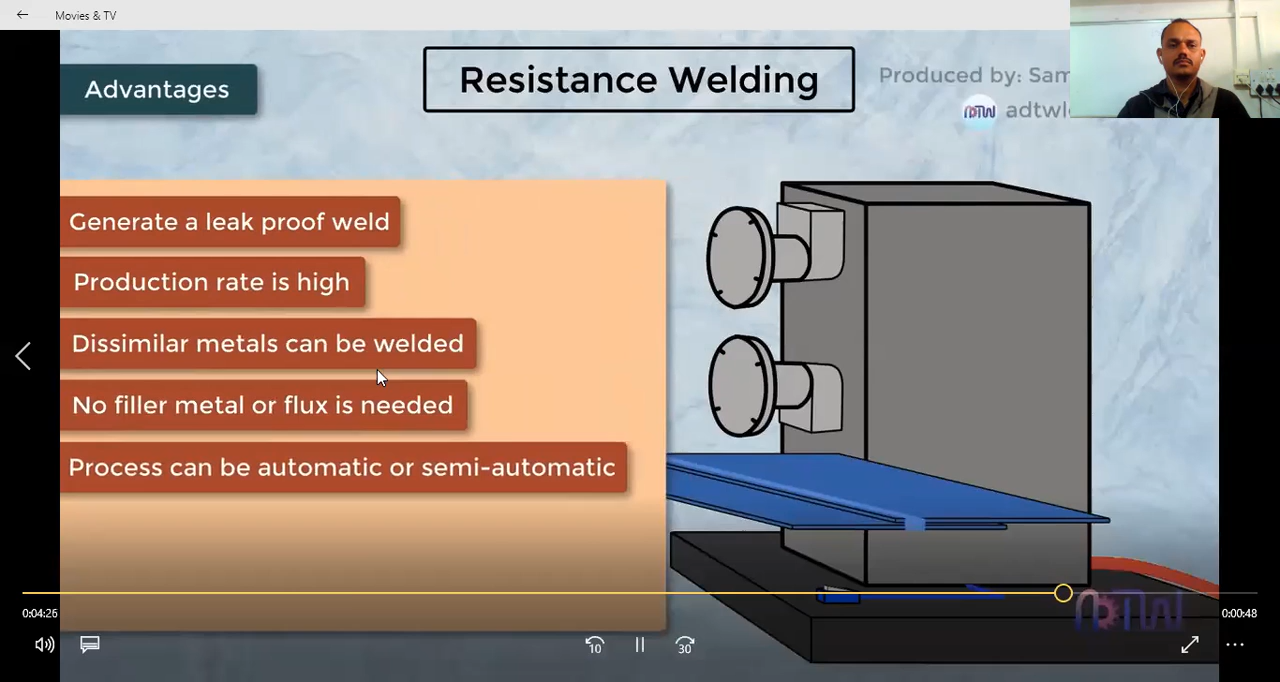 Movies & TV
Advantages
Resistance Welding
Produced by: Sam
adtwl
Generate a leak proof weld
Production rate is high
Dissimilar metals can be welded
No filler metal or flux is needed
Process can be automatic or semi-automatic
0:04:26
0:00:48
10
30